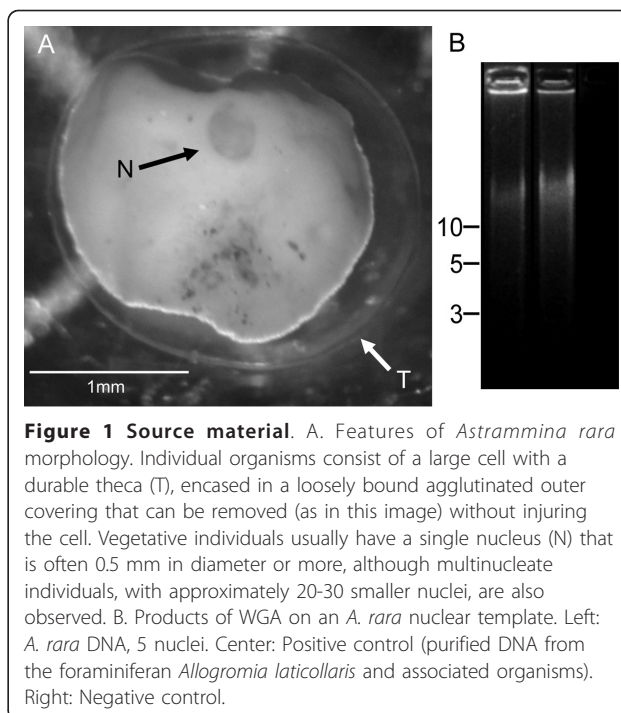 A
N
1mm
T
B
10
5
3
Figure 1 Source material. A. Features of Astrammina rara
morphology. Individual organisms consist of a large cell with a
durable theca (T), encased in a loosely bound agglutinated outer
covering that can be removed (as in this image) without injuring
the cell. Vegetative individuals usually have a single nucleus (N) that
is often 0.5 mm in diameter or more, although multinucleate
individuals, with approximately 20-30 smaller nuclei, are also
observed. B. Products of WGA on an A. rara nuclear template. Left:
A. rara DNA, 5 nuclei. Center: Positive control (purified DNA from
the foraminiferan Allogromia laticollaris and associated organisms).
Right: Negative control.